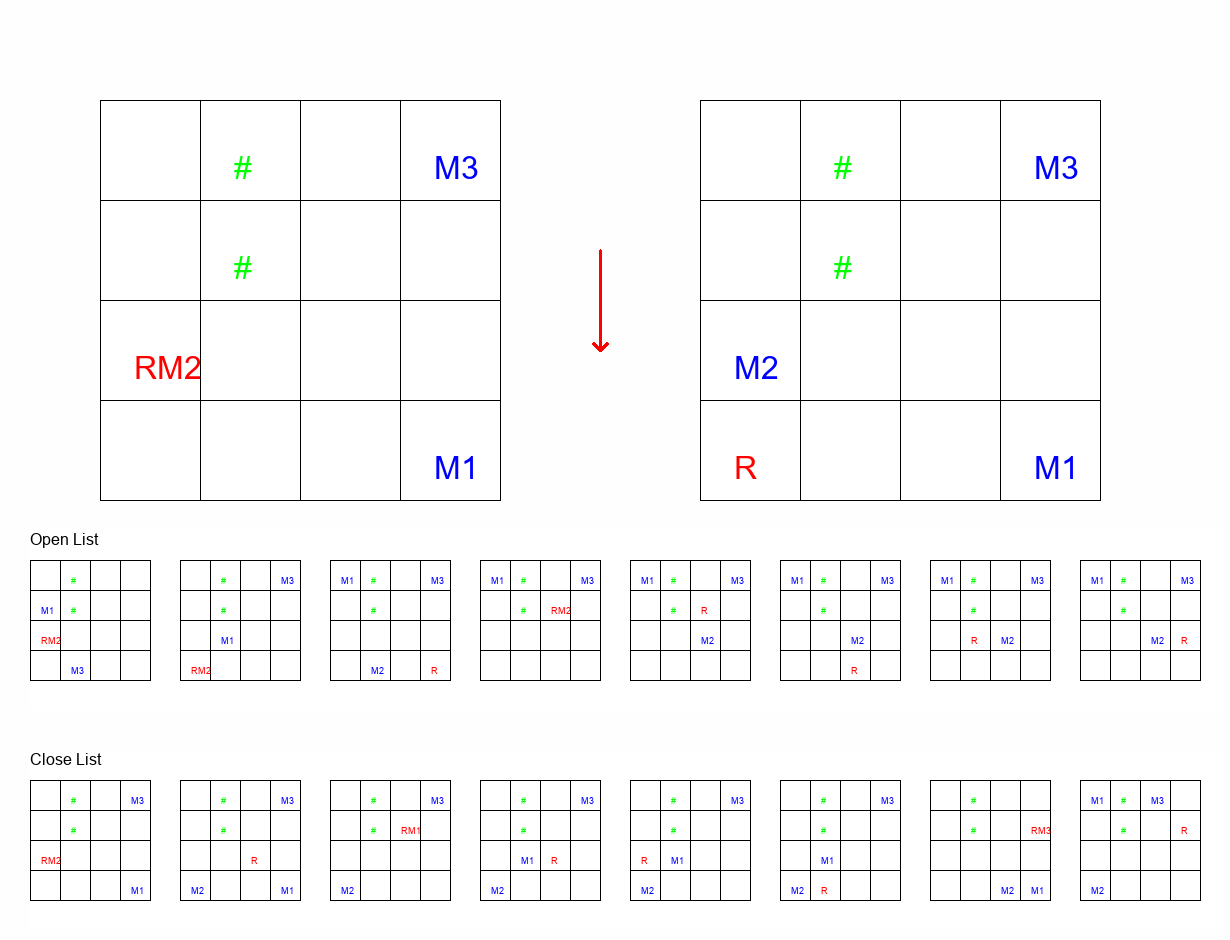 # M3 # M3
# #
RM2 M2
M1 R M1
Open List
# # M3 M1 # M3 M1 # M3 M1 # M3 M1 # M3 M1 # M3 M1 # M3
M1 # # # # RM2 # R # # #
RM2 M1 M2 M2 R M2 M2 R
M3 RM2 M2 R R
Close List
# M3 # M3 # M3 # M3 # M3 # M3 # M1 # M3
# # # RM1 # # # # RM3 # R
RM2 R M1 R R M1 M1
M1 M2 M1 M2 M2 M2 M2 R M2 M1 M2